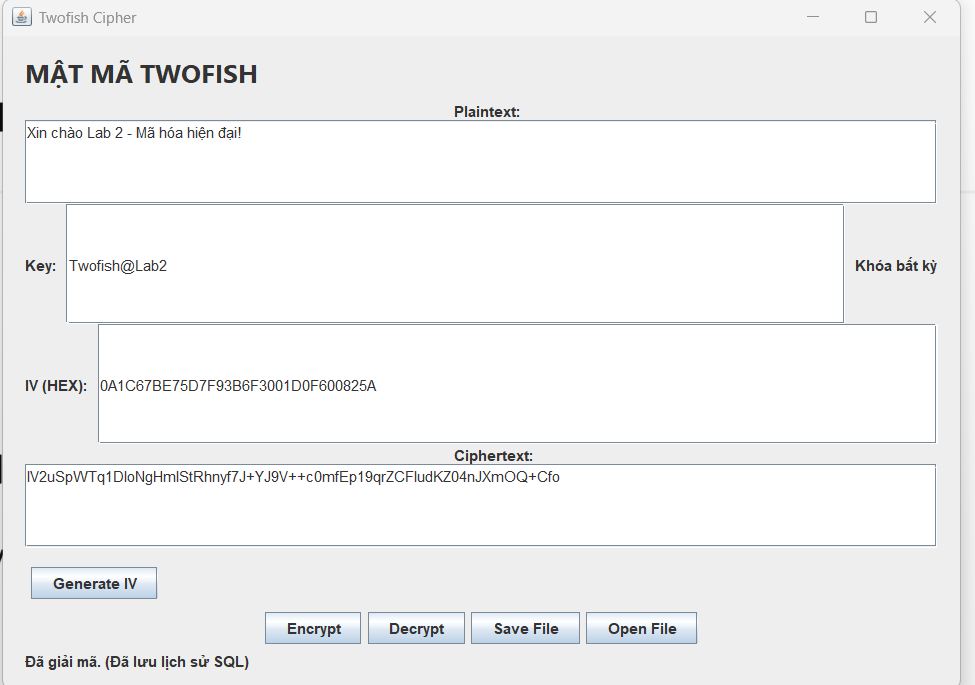 Twofish Cipher
MẬT MÃ TWOFISH
Plaintext:
Xin chào Lab 2 - Mã hóa hiện đại!
Key:
Twofish@Lab2
Khóa bất kỳ
IV (HEX):
0A1C67BE75D7F93B6F3001D0F600825A
Ciphertext:
IV2uSpWTq1DIoNgHmlStRhnyf7J+YJ9V++c0mfEp19qrZCFludKZ04nJXmOQ+Cfo
Generate IV
Encrypt
Decrypt
Save File
Open File
Đã giải mã. (Đã lưu lịch sử SQL)